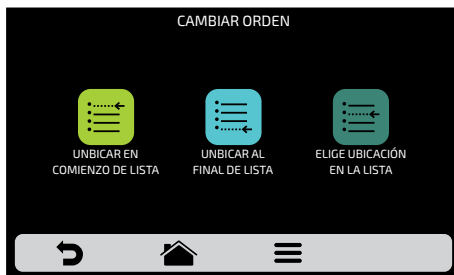 CAMBIAR ORDEN
UNBICAR EN
COMIENZO DE LISTA
UNBICAR AL
FINAL DE LISTA
ELIGE UBICACIÓN
EN LA LISTA